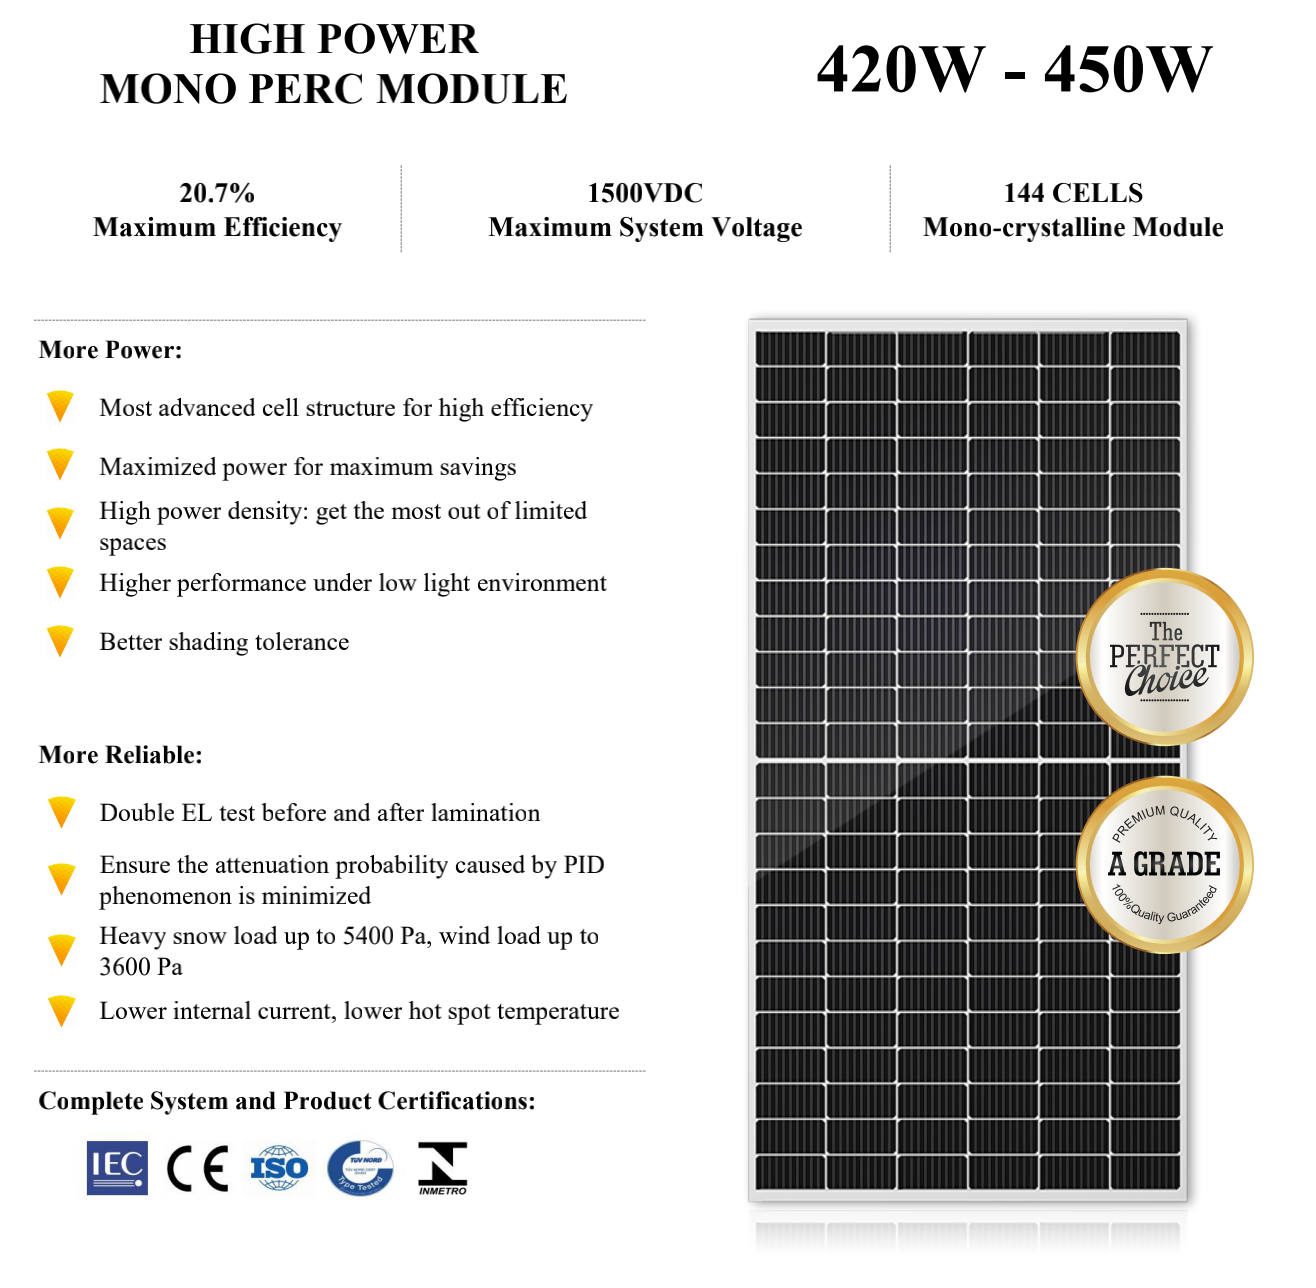 HIGH POWER
MONO PERC MODULE
420W - 450W
20.7%
Maximum Efficiency
1500VDC
Maximum System Voltage
144 CELLS
Mono-crystalline Module
More Power:
Most advanced cell structure for high efficiency
Maximized power for maximum savings
High power density: get the most out of limited
spaces
Higher performance under low light environment
Better shading tolerance
More Reliable:
Double EL test before and after lamination
Ensure the attenuation probability caused by PID
phenomenon is minimized
Heavy snow load up to 5400 Pa, wind load up to
3600 Pa
Lower internal current, lower hot spot temperature
Complete System and Product Certifications:
IEC
CE
ISO
TÜV NORD
Type Tested
INMETRO
The
PERFECT
Choice
PREMIUM QUALITY
A GRADE
100%Quality Guaranteed